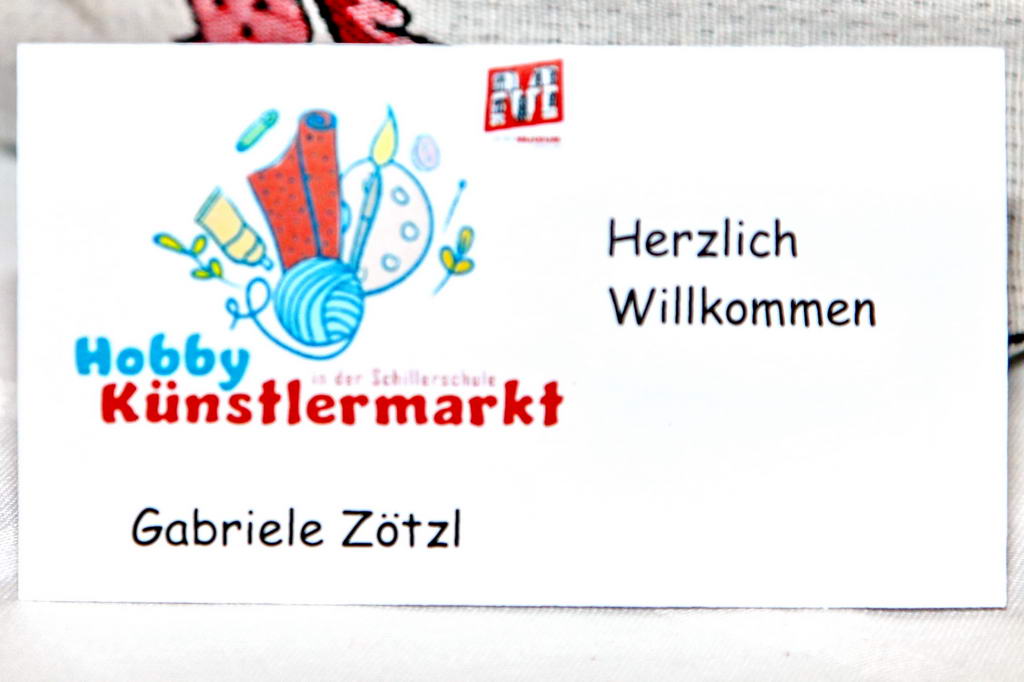 Herzlich
Willkommen
Hobby
in der Schillerschule
Künstlermarkt
Gabriele Zötzl